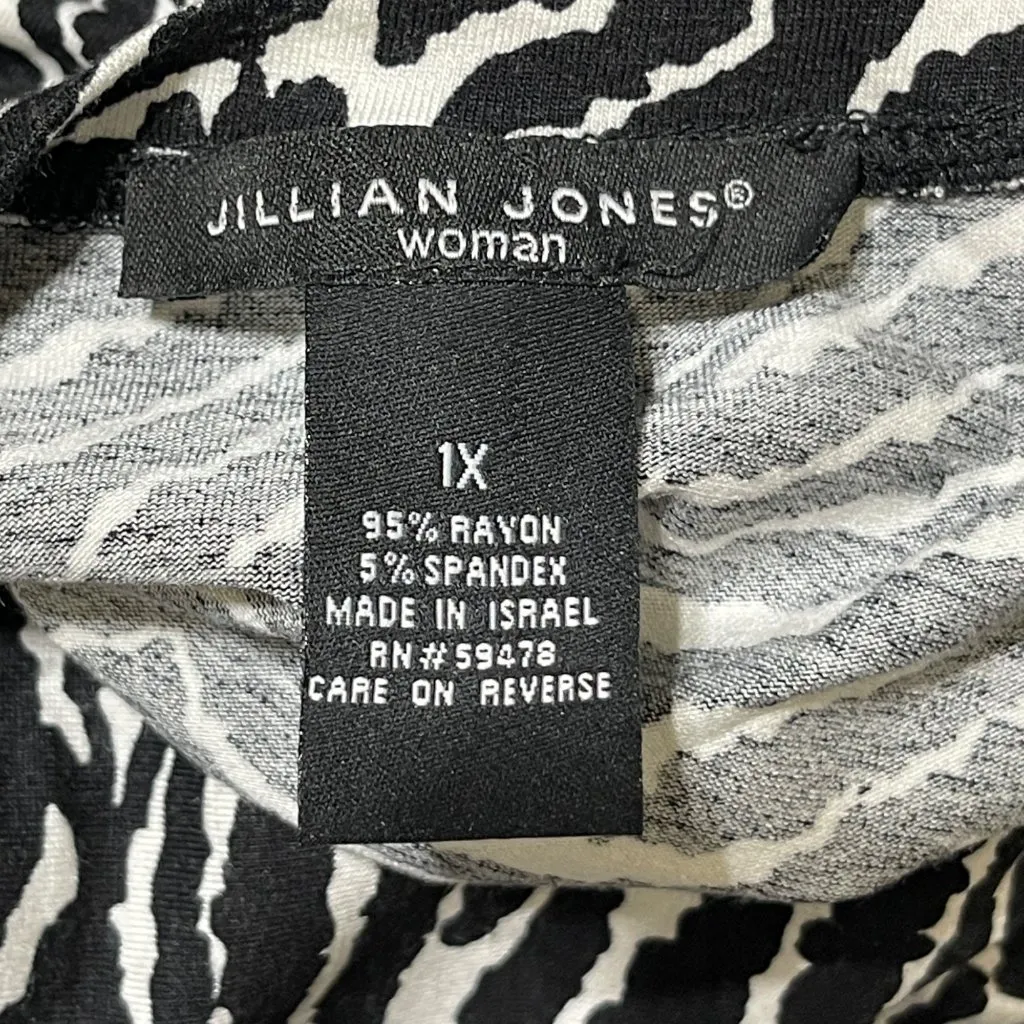 JILLIAN JONES®
woman
1X
95% RAYON
5% SPANDEX
MADE IN ISRAEL
RN#59478
CARE ON REVERSE